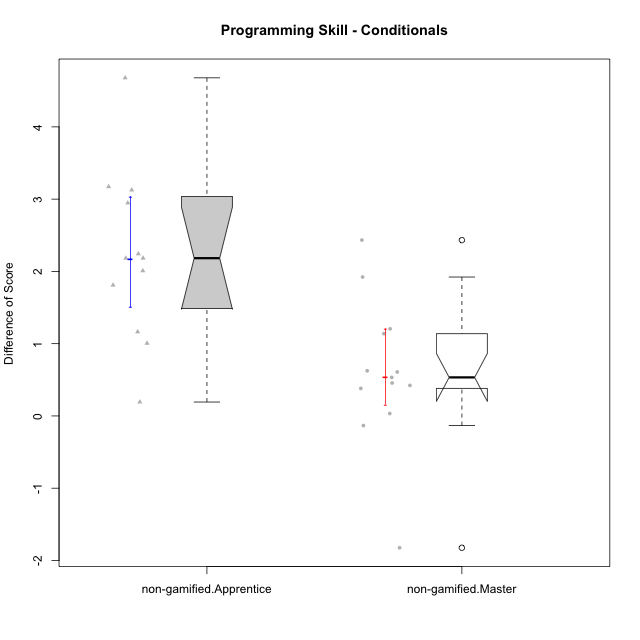 Programming Skill - Conditionals
Difference of Score
4
3
2
1
0
-1
-2
non-gamified.Apprentice
non-gamified.Master